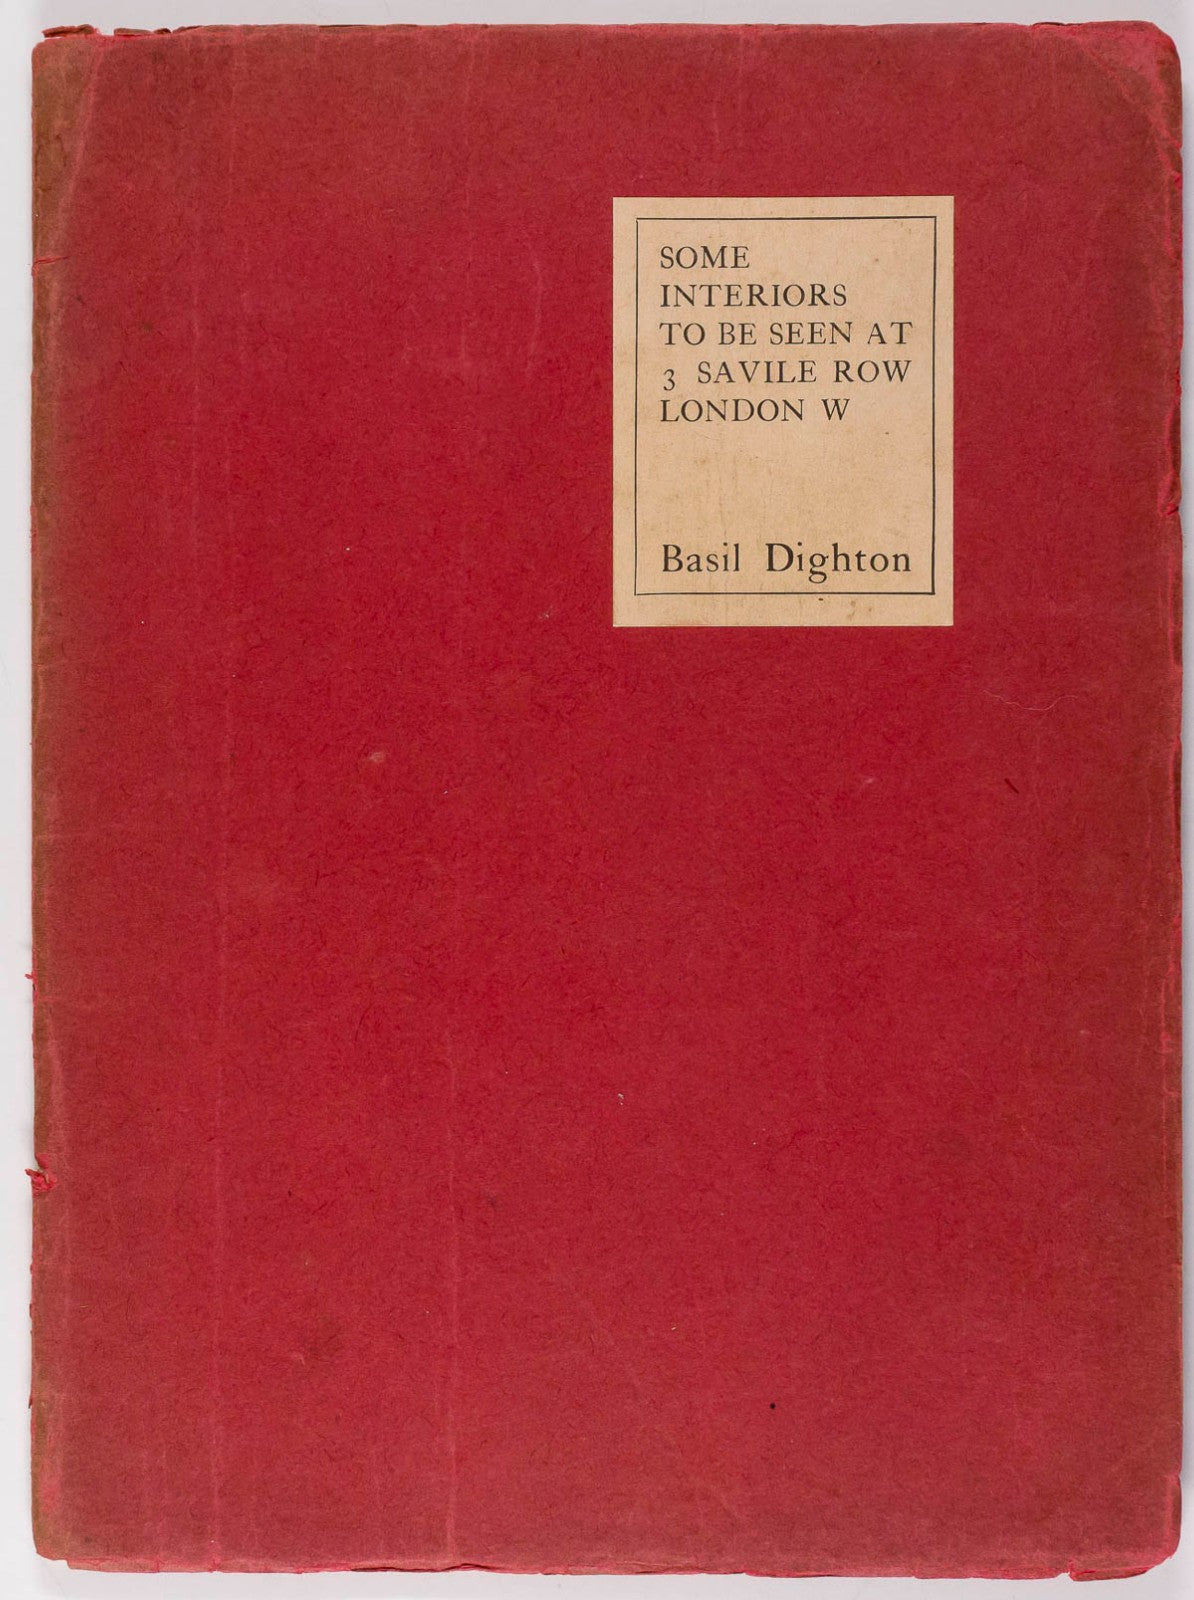 SOME
INTERIORS
TO BE SEEN AT
3 SAVILE ROW
LONDON W
Basil Dighton